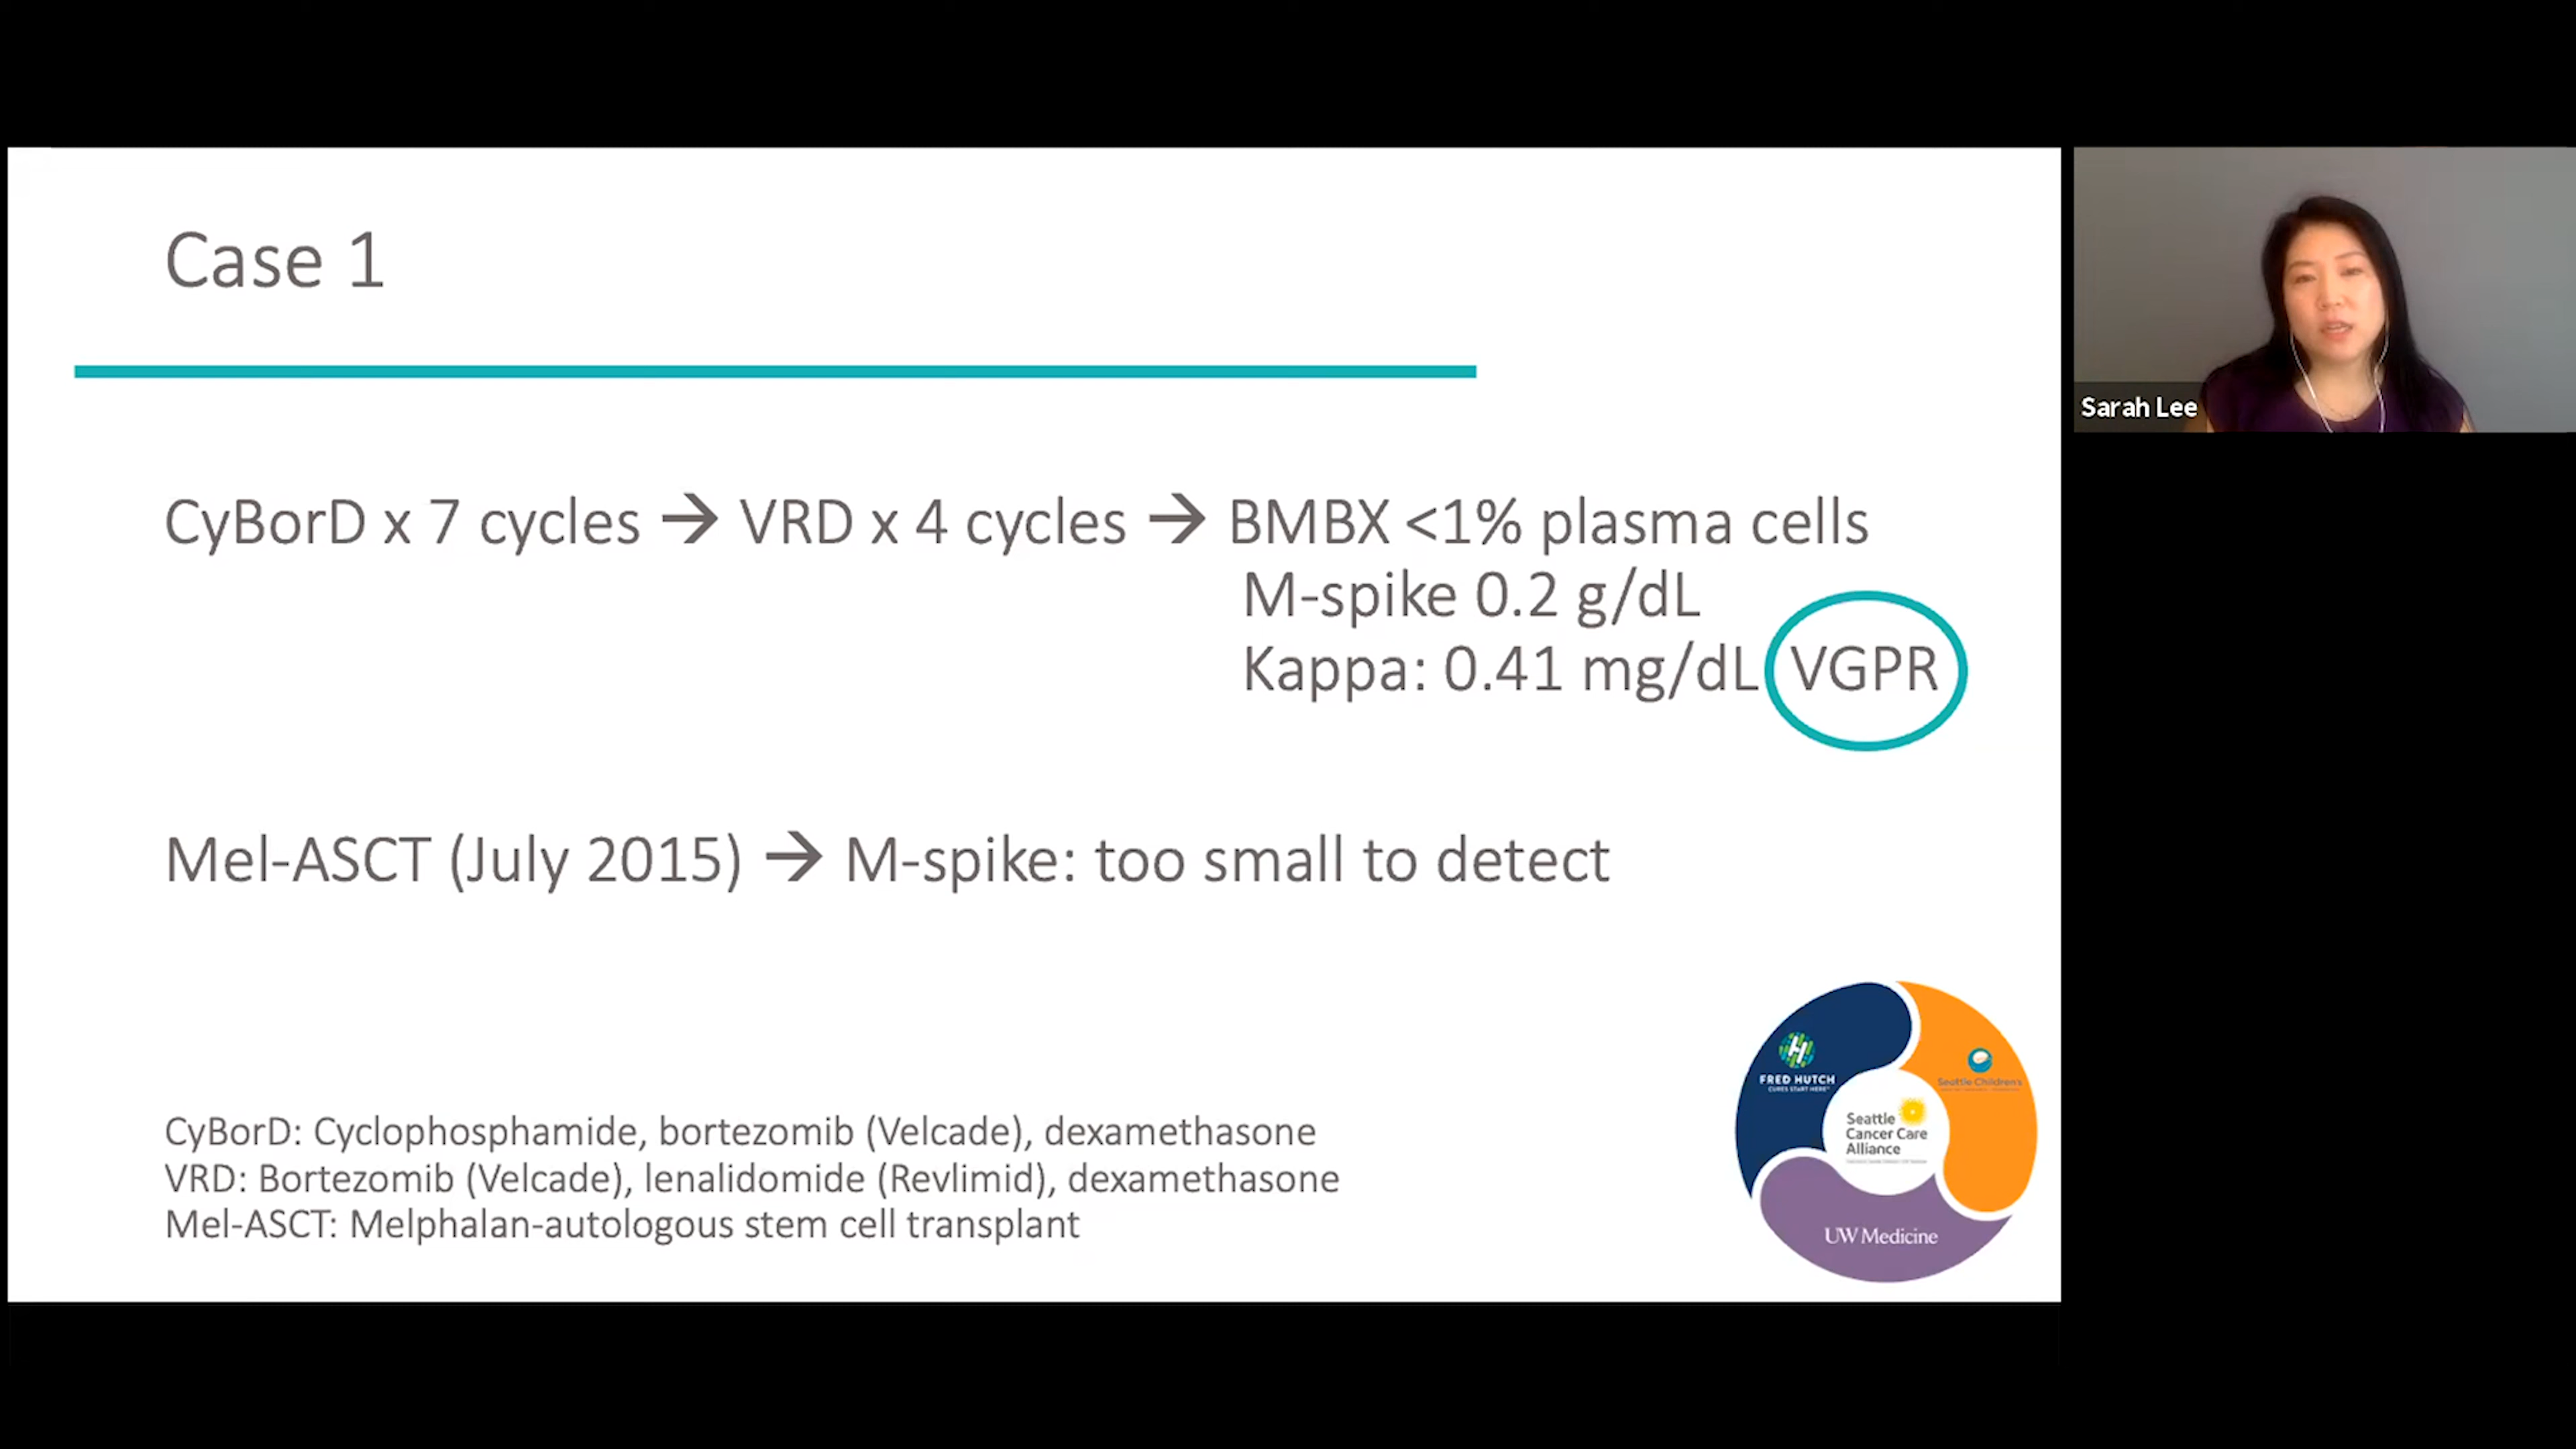 Case 1
CyBorD x 7 cycles → VRD x 4 cycles → BMBX <1% plasma cells
M-spike 0.2 g/dL
Kappa: 0.41 mg/dL VGPR
Mel-ASCT (July 2015) → M-spike: too small to detect
CyBorD: Cyclophosphamide, bortezomib (Velcade), dexamethasone
VRD: Bortezomib (Velcade), lenalidomide (Revlimid), dexamethasone
Mel-ASCT: Melphalan-autologous stem cell transplant
FRED HUTCH
CURES START HERE™
Seattle Children's
Seattle
Cancer Care
Alliance
UW Medicine
Sarah Lee